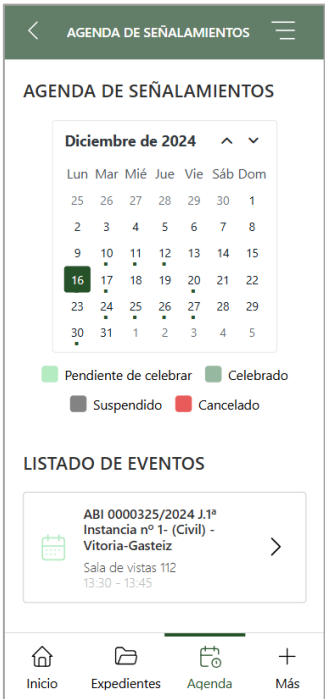 AGENDA DE SEÑALAMIENTOS
AGENDA DE SEÑALAMIENTOS
Diciembre de 2024
Lun Mar Mié Jue Vie Sáb Dom
25 26 27 28 29 30 1
2 3 4 5 6 7 8
9 10 11 12 13 14 15
16 17 18 19 20 21 22
23 24 25 26 27 28 29
30 31 1 2 3 4 5
Pendiente de celebrar Celebrado
Suspendido Cancelado
LISTADO DE EVENTOS
ABI 0000325/2024 J.1ª
Instancia nº 1- (Civil) -
Vitoria-Gasteiz
Sala de vistas 112
13:30 - 13:45
Inicio Expedientes Agenda Más